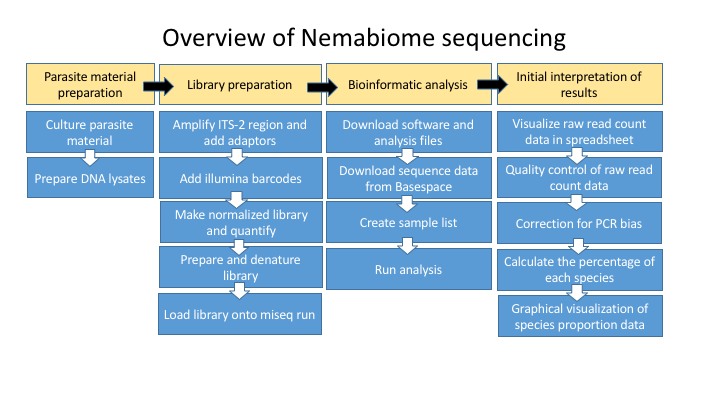 Overview of Nemabiome sequencing
Parasite material
preparation
Library preparation
Bioinformatic analysis
Initial interpretation of
results
Culture parasite
material
Prepare DNA lysates
Amplify ITS-2 region and
add adaptors
Add illumina barcodes
Make normalized library
and quantify
Prepare and denature
library
Load library onto miseq run
Download software and
analysis files
Download sequence data
from Basespace
Create sample list
Run analysis
Visualize raw read count
data in spreadsheet
Quality control of raw read
count data
Correction for PCR bias
Calculate the percentage of
each species
Graphical visualization of
species proportion data